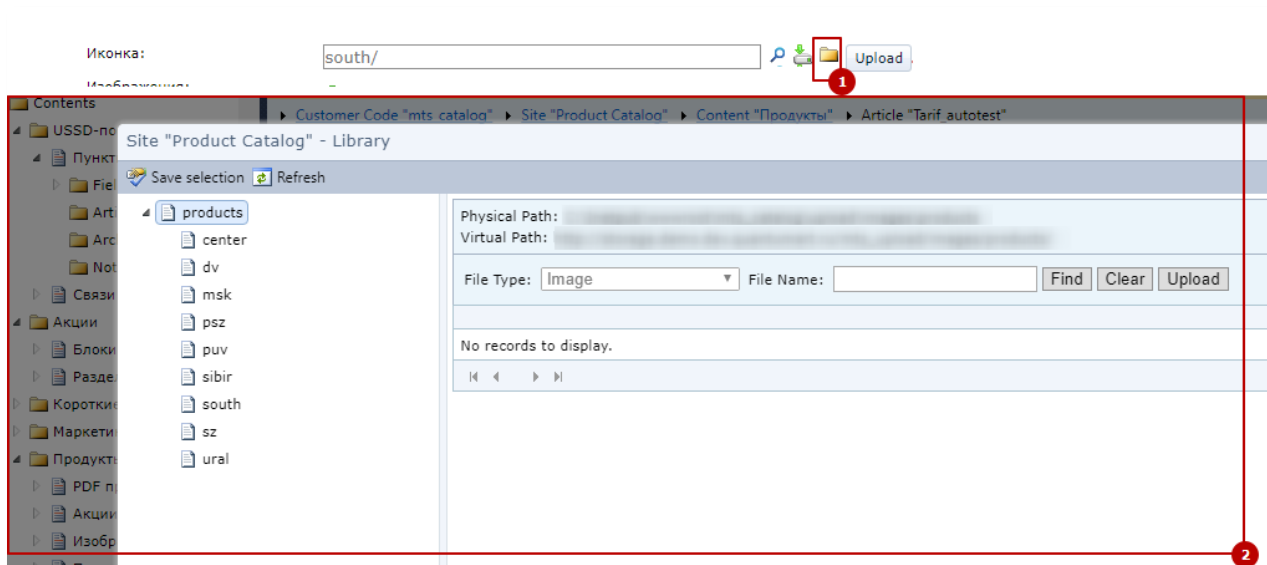 Иконка:
south/
Upload
1
Contents
Customer Code "mts_catalog" Site "Product Catalog" Content "Продукты" Article "Tarif_autotest"
USSD-по
Site "Product Catalog" - Library
Пункт
Save selection Refresh
Fiel
products
Physical Path:
Art
center
Virtual Path:
Arc
dv
File Type: Image File Name: Find Clear Upload
Not
msk
Связи
psz
Акции
puv
No records to display.
Блоки
sibir
Разде
south
Короткие
sz
Маркети
ural
Продукты
PDF п
Акции
Изобр
2